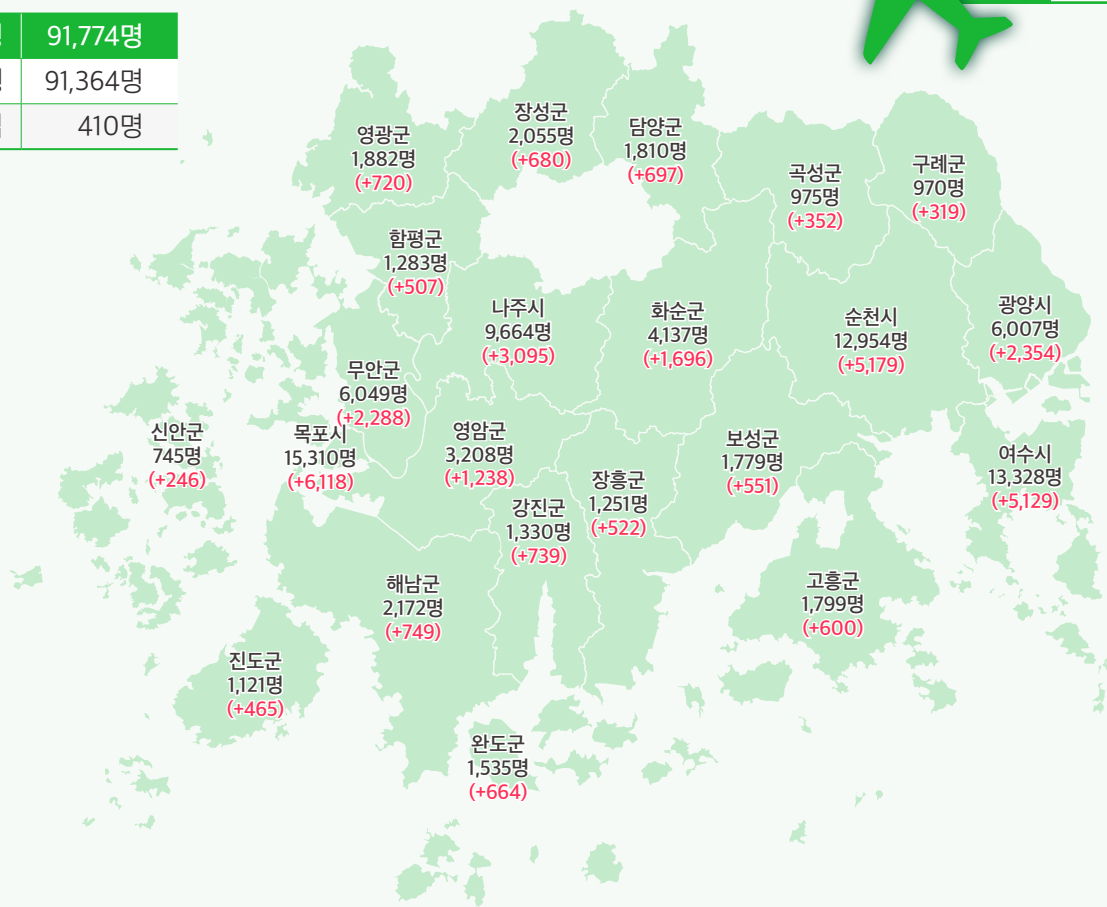 91,774명
91,364명
410명
장성군
2,055명
(+680)
담양군
1,810명
(+697)
영광군
1,882명
(+720)
곡성군
975명
(+352)
구례군
970명
(+319)
함평군
1,283명
(+507)
나주시
9,664명
(+3,095)
화순군
4,137명
(+1,696)
순천시
12,954명
(+5,179)
광양시
6,007명
(+2,354)
무안군
6,049명
(+2,288)
신안군
745명
(+246)
목포시
15,310명
(+6,118)
영암군
3,208명
(+1,238)
보성군
1,779명
(+551)
여수시
13,328명
(+5,129)
장흥군
1,251명
(+522)
강진군
1,330명
(+739)
해남군
2,172명
(+749)
고흥군
1,799명
(+600)
진도군
1,121명
(+465)
완도군
1,535명
(+664)